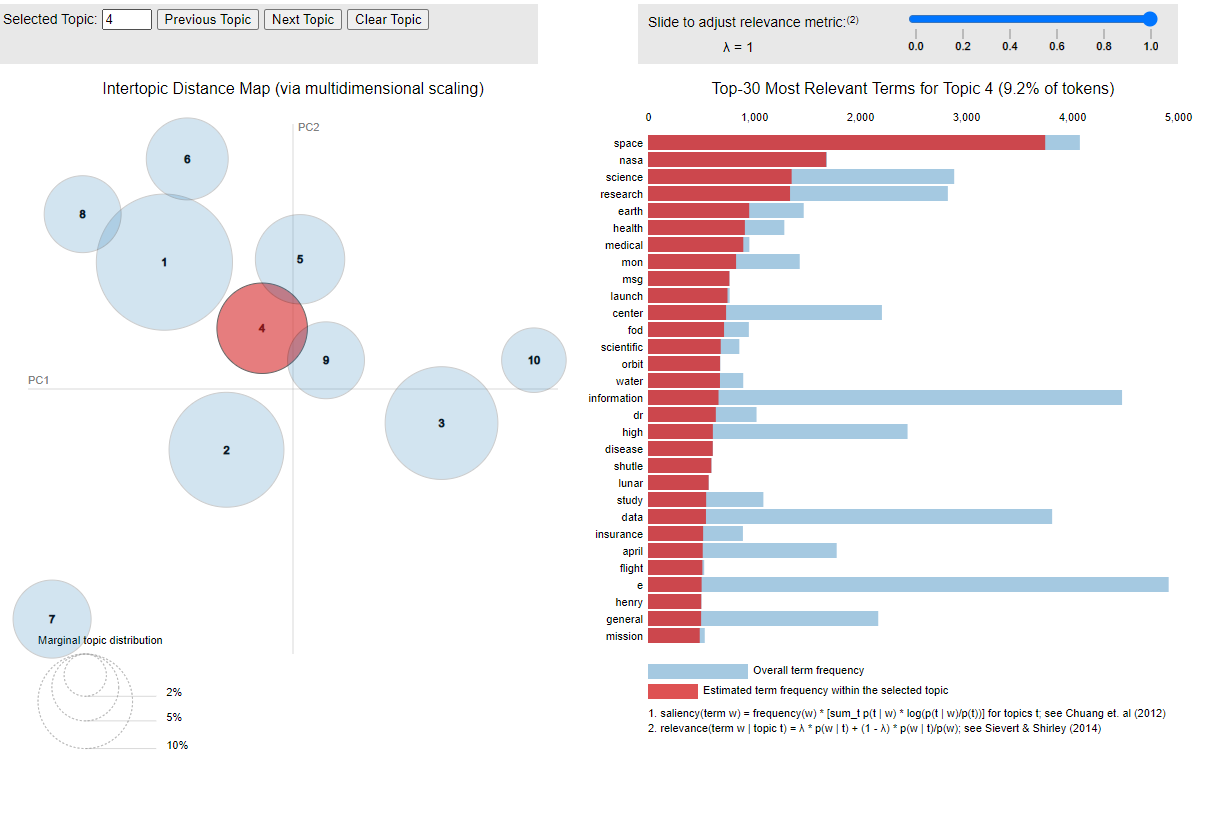 Selected Topic: 4 Previous Topic Next Topic Clear Topic
Slide to adjust relevance metric:(2)
λ = 1
0.0 0.2 0.4 0.6 0.8 1.0
Intertopic Distance Map (via multidimensional scaling)
PC2
PC1
6
8
1
5
4
9
10
3
2
7
Marginal topic distribution
2%
5%
10%
Top-30 Most Relevant Terms for Topic 4 (9.2% of tokens)
0 1,000 2,000 3,000 4,000 5,000
space
nasa
science
research
earth
health
medical
mon
msg
launch
center
fod
scientific
orbit
water
information
dr
high
disease
shutle
lunar
study
data
insurance
april
flight
e
henry
general
mission
Overall term frequency
Estimated term frequency within the selected topic
1. saliency(term w) = frequency(w) * [sum_t p(t | w) * log(p(t | w)/p(t))] for topics t; see Chuang et. al (2012)
2. relevance(term w | topic t) = λ * p(w | t) + (1 - λ) * p(w | t)/p(w); see Sievert & Shirley (2014)